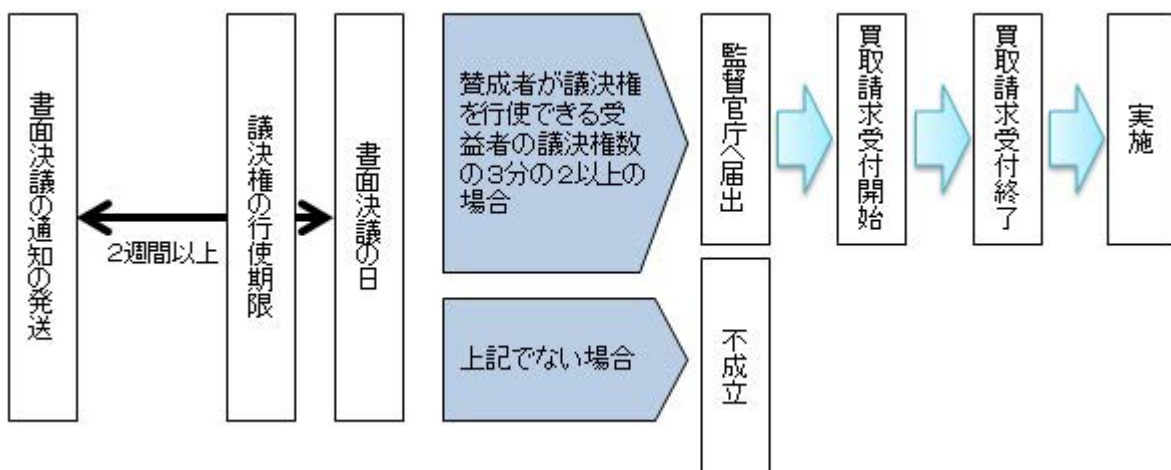 書面決議の通知の発送
2週間以上
議決権の行使期限
書面決議の日
賛成者が議決権
を行使できる受
益者の議決権数
の3分の2以上の
場合
上記でない場合
監督官庁へ届出
不成立
買取請求受付開始
買取請求受付終了
実施